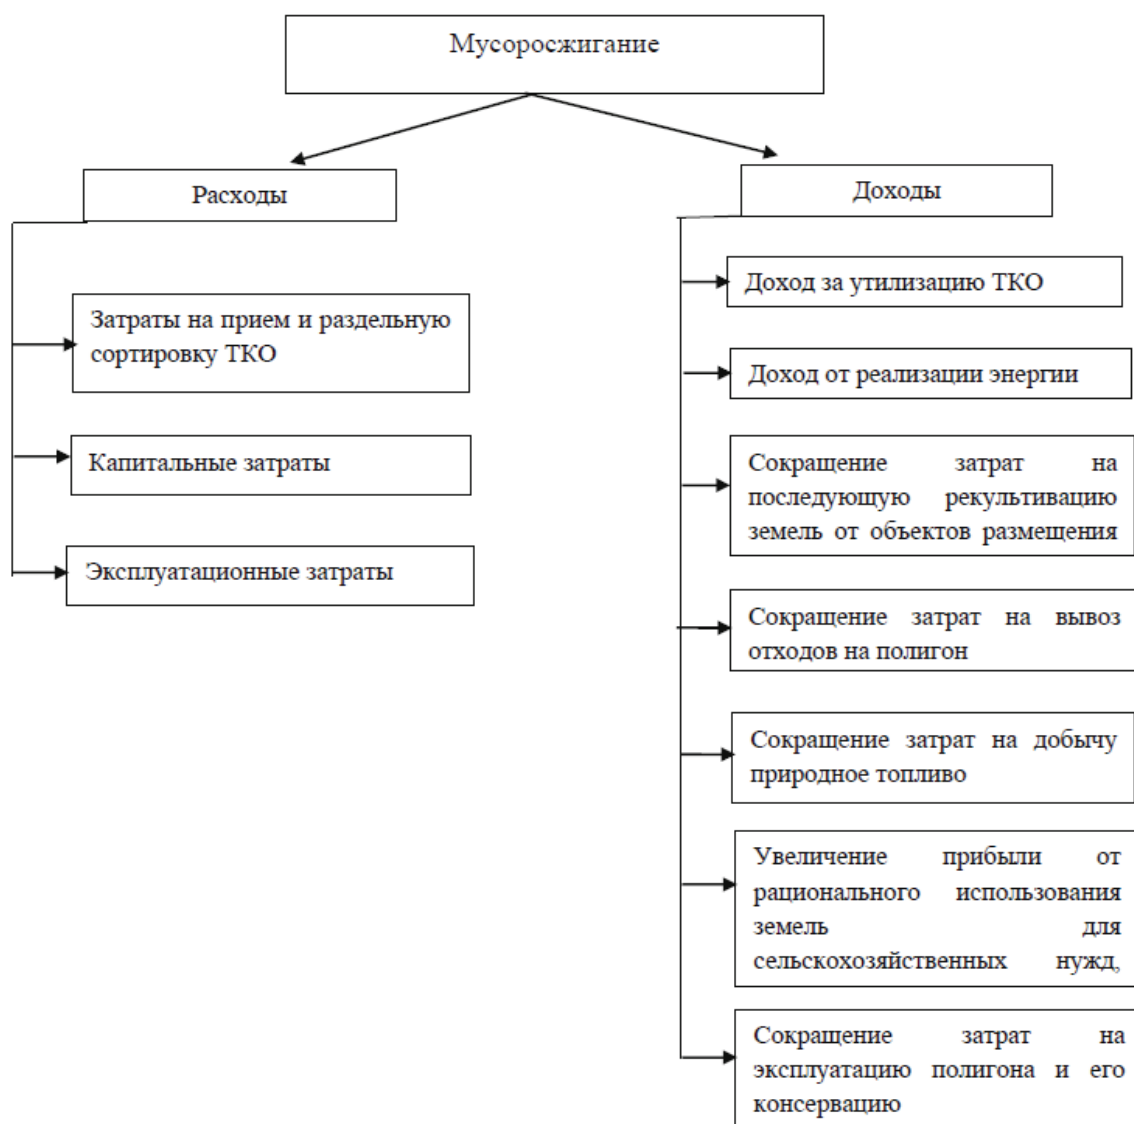 Мусоросжигание
Расходы
Затраты на прием и раздельную
сортировку ТКО
Капитальные затраты
Эксплуатационные затраты
Доходы
Доход за утилизацию ТКО
Доход от реализации энергии
Сокращение затрат на
последующую рекультивацию
земель от объектов размещения
Сокращение затрат на вывоз
отходов на полигон
Сокращение затрат на добычу
природное топливо
Увеличение прибыли от
рационального использования
земель для
сельскохозяйственных нужд,
Сокращение затрат на
эксплуатацию полигона и его
консервацию